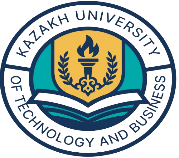 KAZAKH UNIVERSITY
OF TECHNOLOGY AND BUSINESS